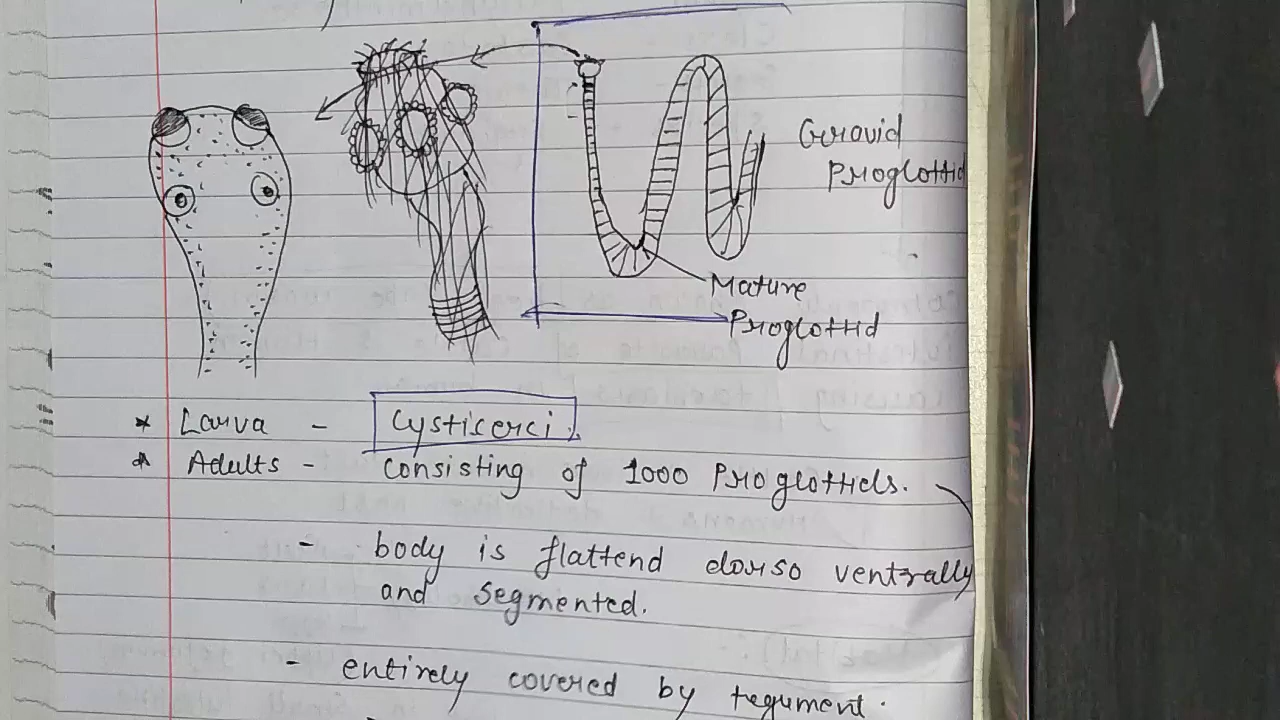 Gravid
Proglottid
Mature
Proglottid
* Larva - Cysticerci.
* Adults - Consisting of 1000 Proglottids.
- body is flattend dorso ventrally
and segmented.
- entirely covered by tegument.